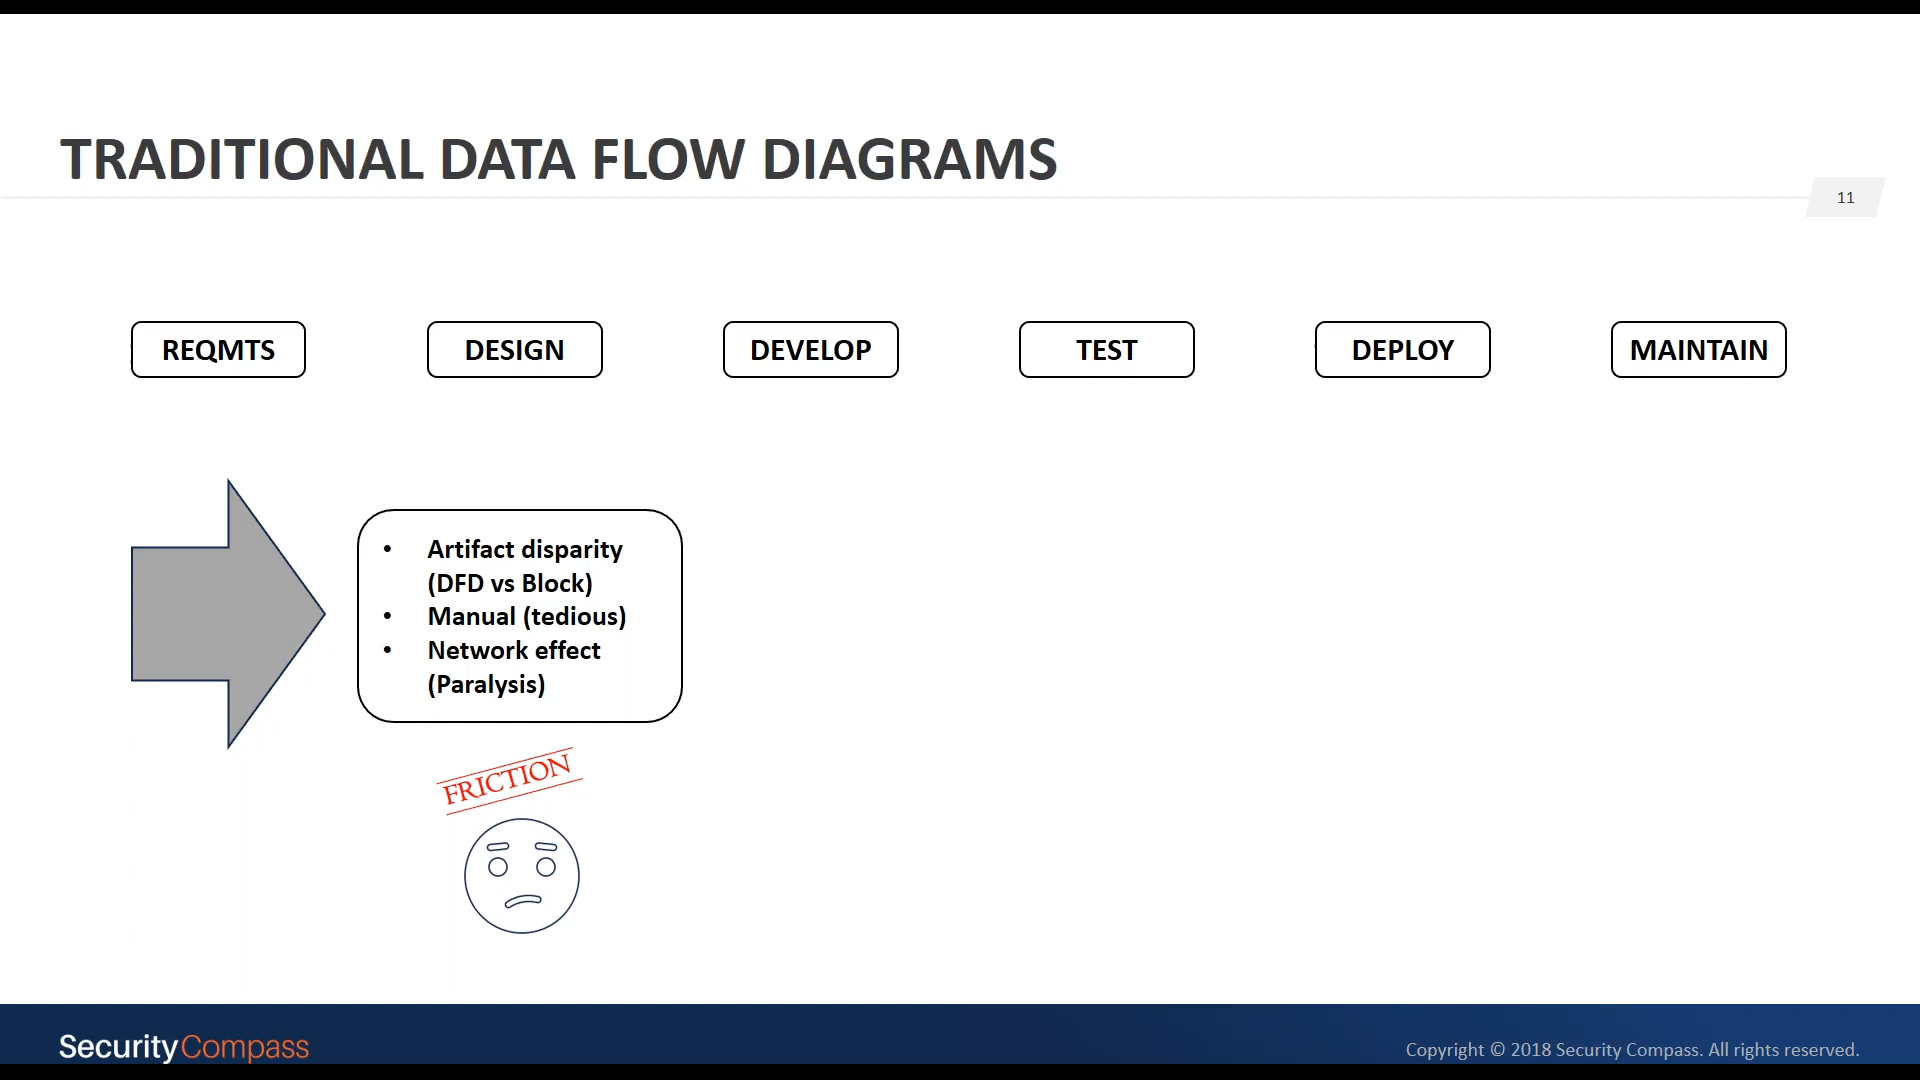 TRADITIONAL DATA FLOW DIAGRAMS
11
REQMTS
DESIGN
DEVELOP
TEST
DEPLOY
MAINTAIN
• Artifact disparity
(DFD vs Block)
• Manual (tedious)
• Network effect
(Paralysis)
FRICTION
SecurityCompass
Copyright © 2018 Security Compass. All rights reserved.